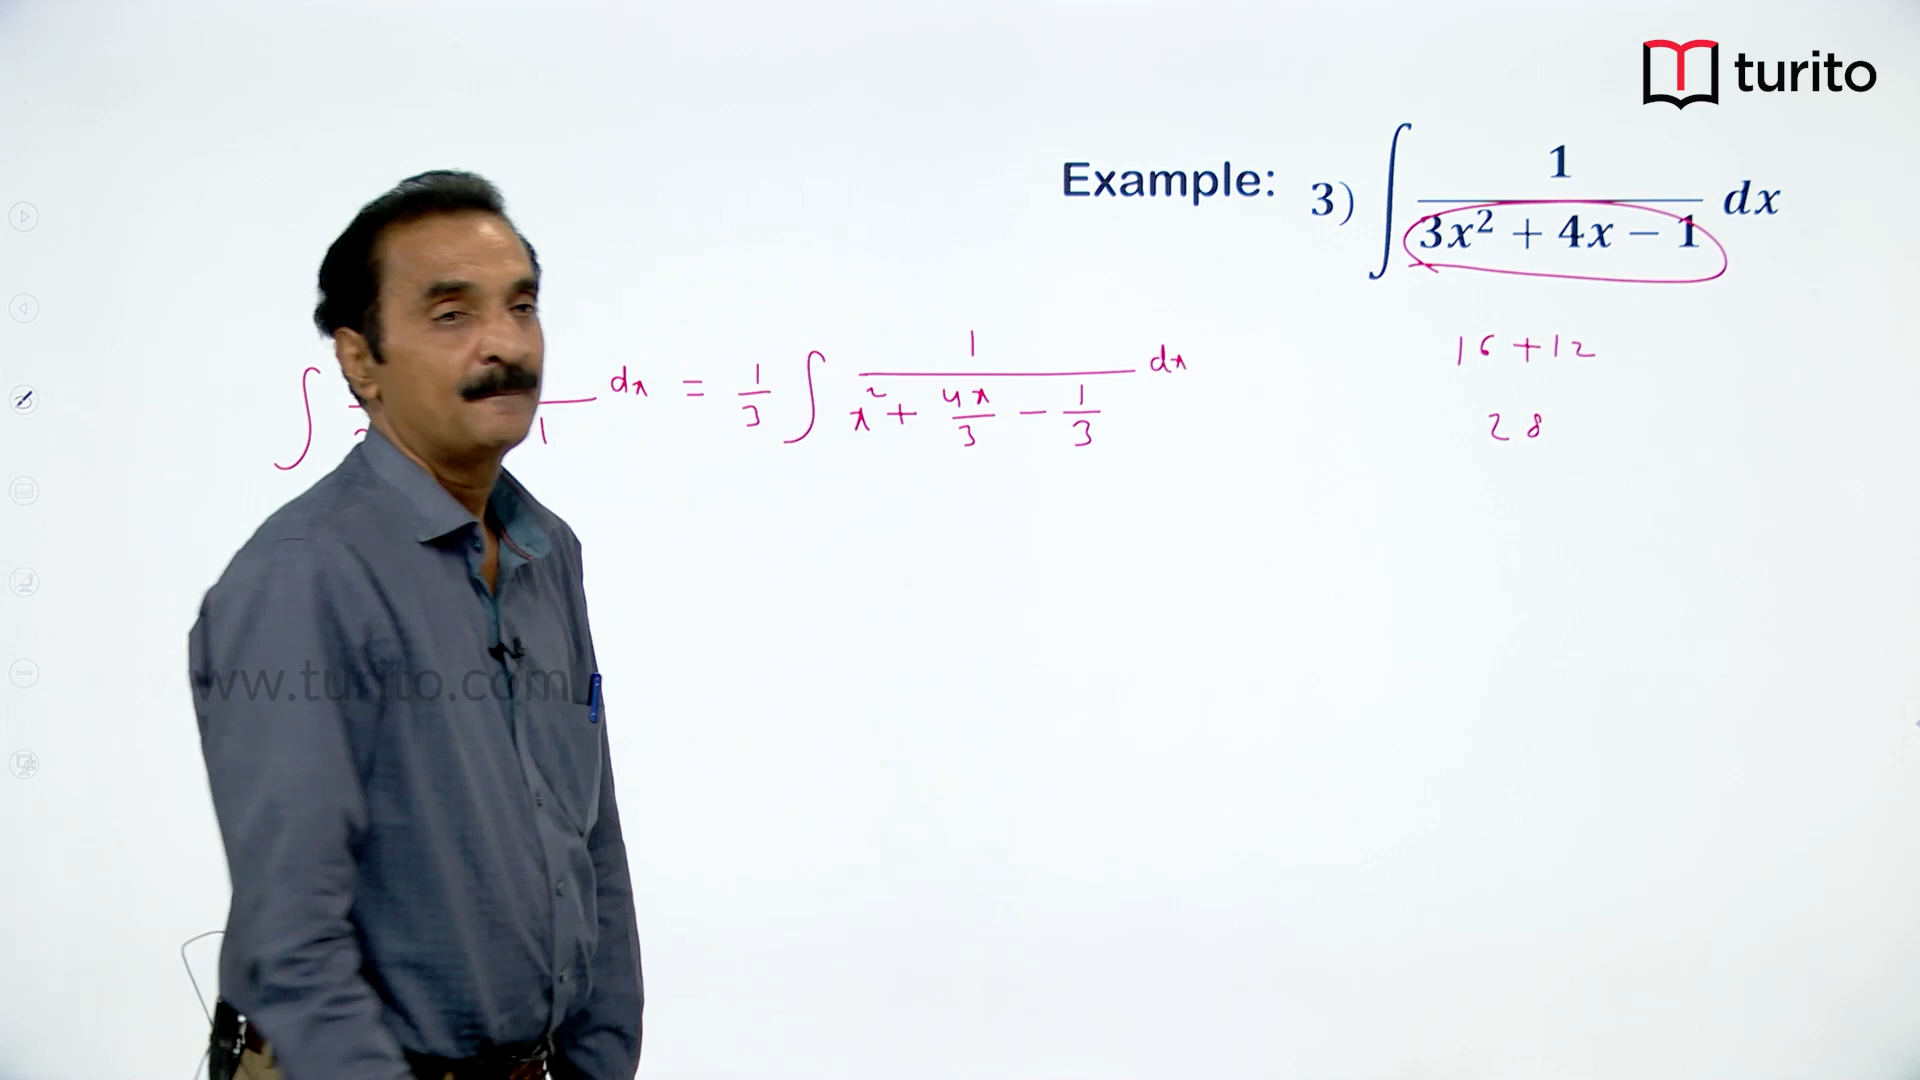 turito
Example: 3) ∫ 1 / (3x² + 4x − 1) dx
16 + 12
28
∫ dx = 1/3 ∫ 1 / (x² + 4x/3 − 1/3) dx
www.turito.com